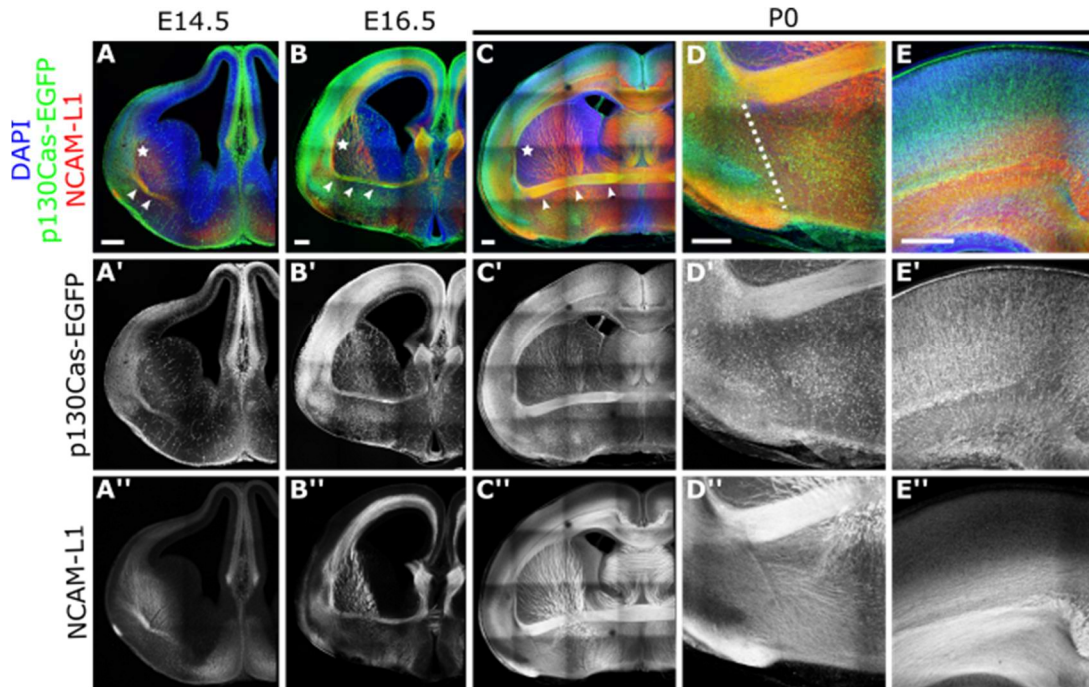 E14.5 E16.5 P0
A B C D E
DAPI
p130Cas-EGFP
NCAM-L1
A' B' C' D' E'
p130Cas-EGFP
A'' B'' C'' D'' E''
NCAM-L1